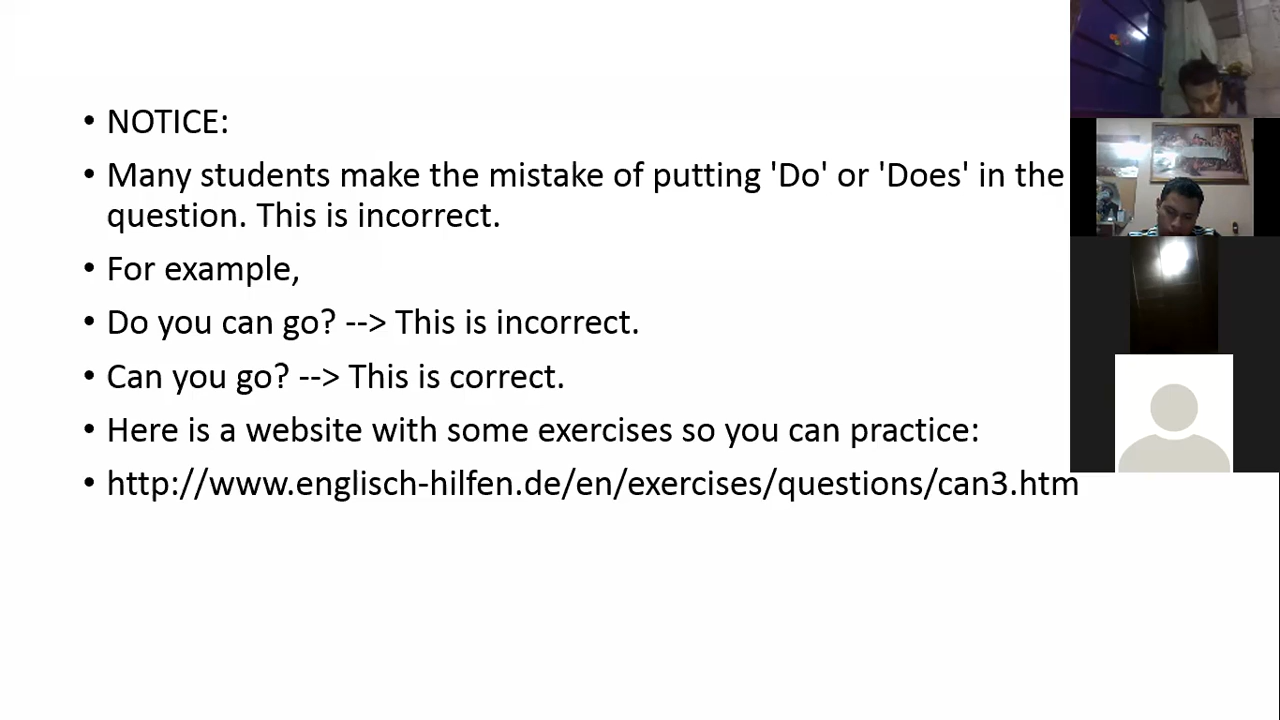 • NOTICE:
• Many students make the mistake of putting 'Do' or 'Does' in the
question. This is incorrect.
• For example,
• Do you can go? --> This is incorrect.
• Can you go? --> This is correct.
• Here is a website with some exercises so you can practice:
• http://www.englisch-hilfen.de/en/exercises/questions/can3.htm